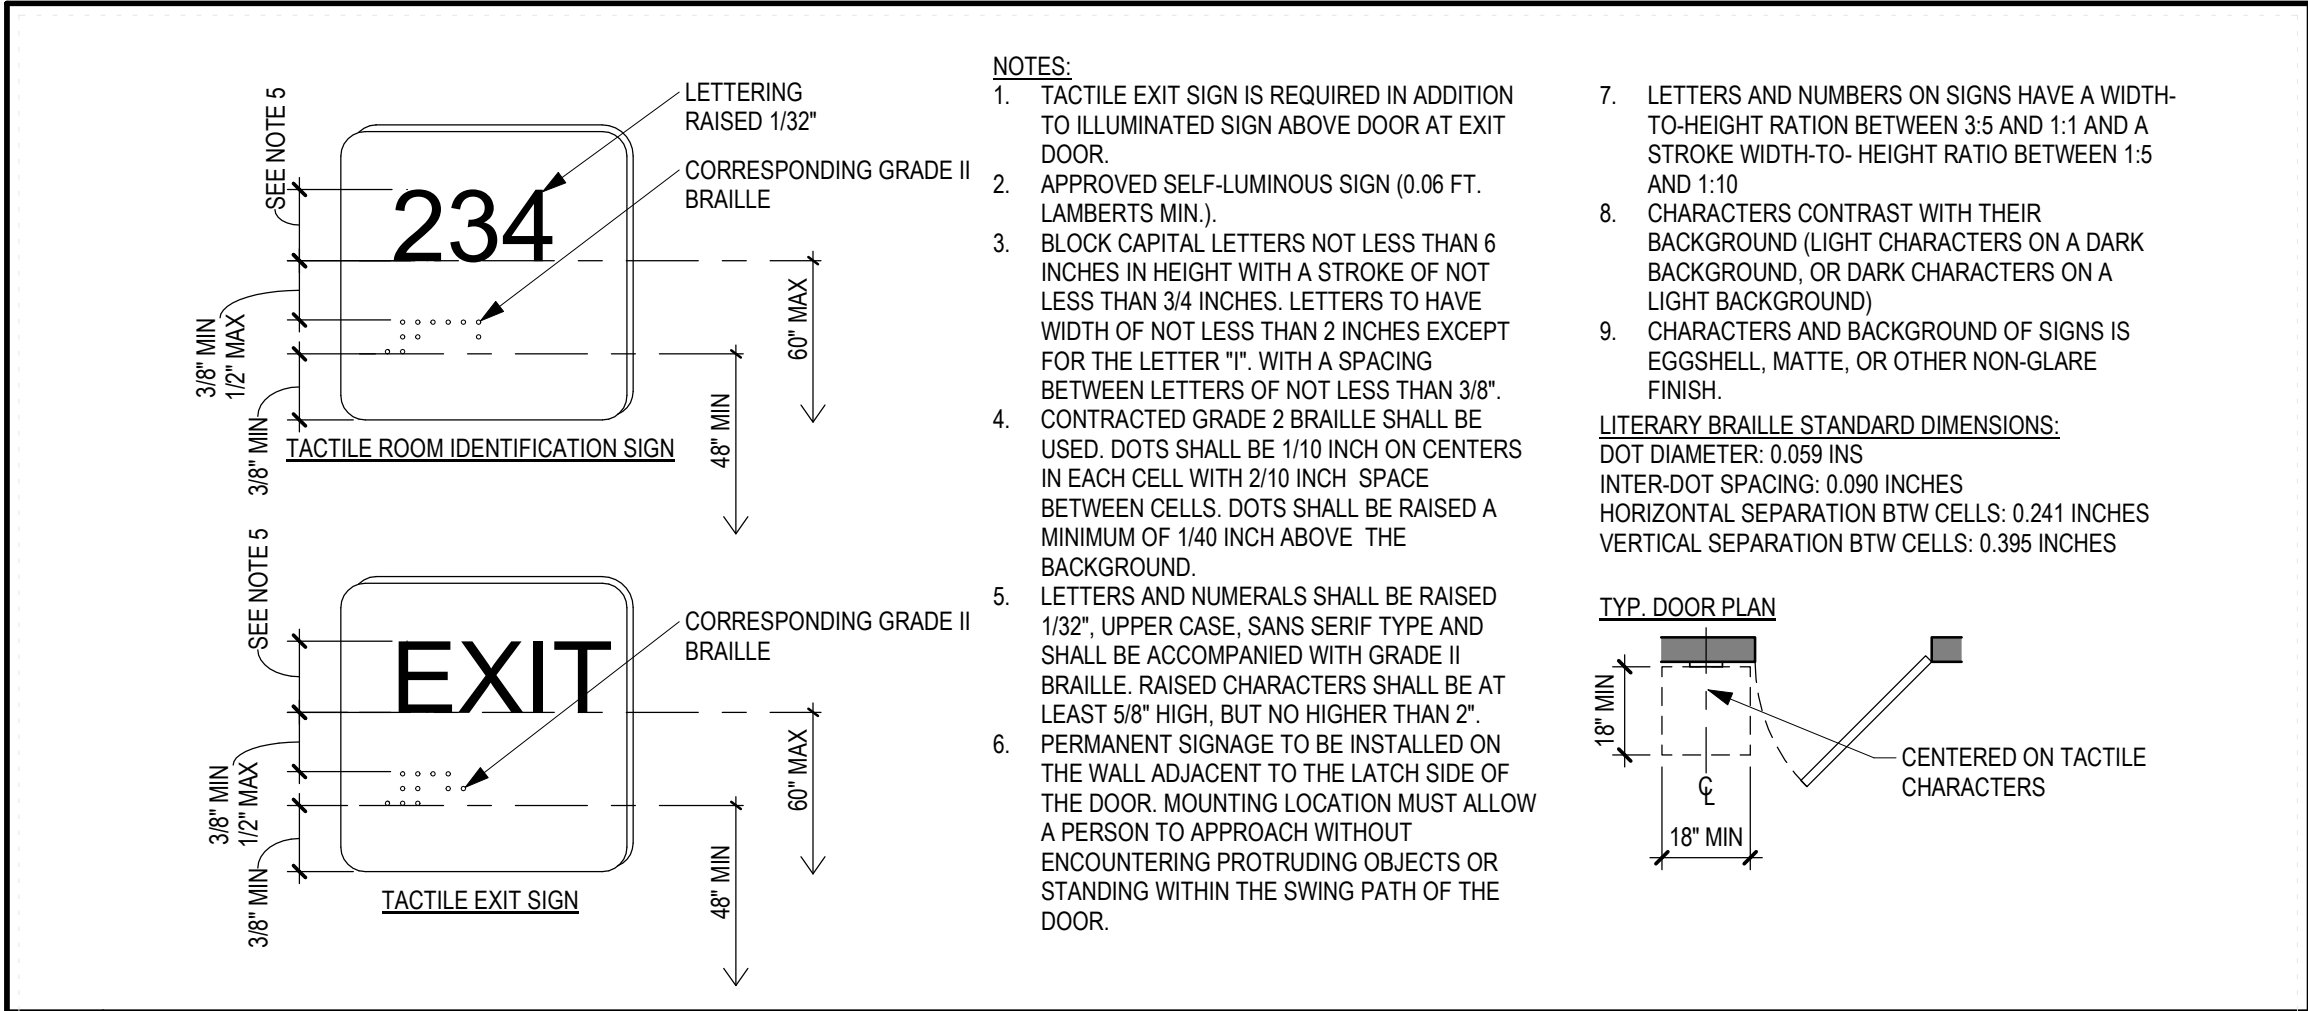 SEE NOTE 5
LETTERING
RAISED 1/32"
CORRESPONDING GRADE II
BRAILLE
234
3/8" MIN
1/2" MAX
3/8" MIN
60" MAX
48" MIN
TACTILE ROOM IDENTIFICATION SIGN
SEE NOTE 5
CORRESPONDING GRADE II
BRAILLE
EXIT
3/8" MIN
1/2" MAX
3/8" MIN
60" MAX
48" MIN
TACTILE EXIT SIGN
NOTES:
1. TACTILE EXIT SIGN IS REQUIRED IN ADDITION
TO ILLUMINATED SIGN ABOVE DOOR AT EXIT
DOOR.
2. APPROVED SELF-LUMINOUS SIGN (0.06 FT.
LAMBERTS MIN.).
3. BLOCK CAPITAL LETTERS NOT LESS THAN 6
INCHES IN HEIGHT WITH A STROKE OF NOT
LESS THAN 3/4 INCHES. LETTERS TO HAVE
WIDTH OF NOT LESS THAN 2 INCHES EXCEPT
FOR THE LETTER "I". WITH A SPACING
BETWEEN LETTERS OF NOT LESS THAN 3/8".
4. CONTRACTED GRADE 2 BRAILLE SHALL BE
USED. DOTS SHALL BE 1/10 INCH ON CENTERS
IN EACH CELL WITH 2/10 INCH SPACE
BETWEEN CELLS. DOTS SHALL BE RAISED A
MINIMUM OF 1/40 INCH ABOVE THE
BACKGROUND.
5. LETTERS AND NUMERALS SHALL BE RAISED
1/32", UPPER CASE, SANS SERIF TYPE AND
SHALL BE ACCOMPANIED WITH GRADE II
BRAILLE. RAISED CHARACTERS SHALL BE AT
LEAST 5/8" HIGH, BUT NO HIGHER THAN 2".
6. PERMANENT SIGNAGE TO BE INSTALLED ON
THE WALL ADJACENT TO THE LATCH SIDE OF
THE DOOR. MOUNTING LOCATION MUST ALLOW
A PERSON TO APPROACH WITHOUT
ENCOUNTERING PROTRUDING OBJECTS OR
STANDING WITHIN THE SWING PATH OF THE
DOOR.
7. LETTERS AND NUMBERS ON SIGNS HAVE A WIDTH-
TO-HEIGHT RATION BETWEEN 3:5 AND 1:1 AND A
STROKE WIDTH-TO- HEIGHT RATIO BETWEEN 1:5
AND 1:10
8. CHARACTERS CONTRAST WITH THEIR
BACKGROUND (LIGHT CHARACTERS ON A DARK
BACKGROUND, OR DARK CHARACTERS ON A
LIGHT BACKGROUND)
9. CHARACTERS AND BACKGROUND OF SIGNS IS
EGGSHELL, MATTE, OR OTHER NON-GLARE
FINISH.
LITERARY BRAILLE STANDARD DIMENSIONS:
DOT DIAMETER: 0.059 INS
INTER-DOT SPACING: 0.090 INCHES
HORIZONTAL SEPARATION BTW CELLS: 0.241 INCHES
VERTICAL SEPARATION BTW CELLS: 0.395 INCHES
TYP. DOOR PLAN
18" MIN
CENTERED ON TACTILE
CHARACTERS
℄
18" MIN